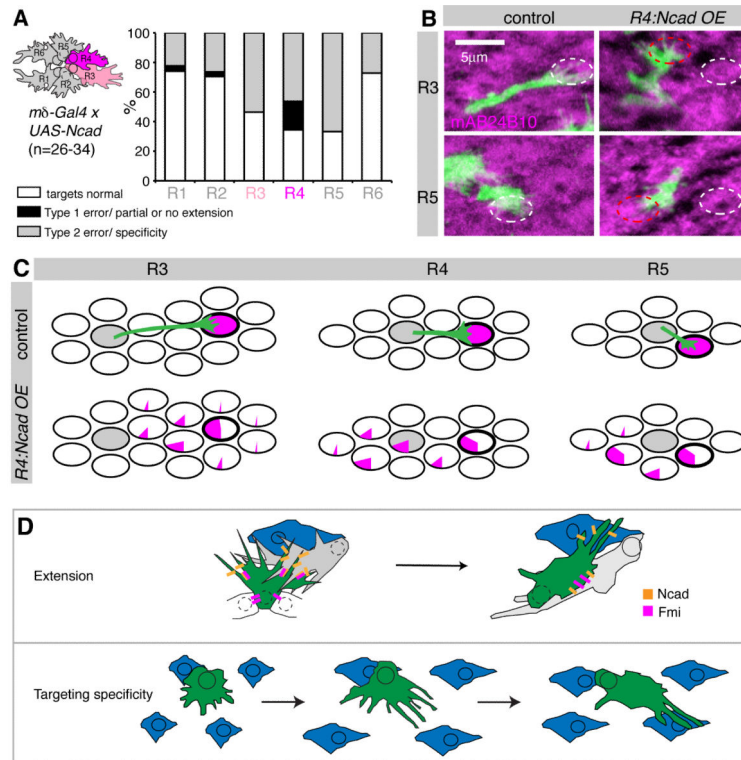 A
R6
R5
R4
R3
R1
R2
mδ-Gal4 x
UAS-Ncad
(n=26-34)
100
80
60
40
20
0
%
R1 R2 R3 R4 R5 R6
targets normal
Type 1 error/ partial or no extension
Type 2 error/ specificity
B
control R4:Ncad OE
R3
R5
5μm
mAB24B10
C
R3 R4 R5
control
R4:Ncad OE
D
Extension
Ncad
Fmi
Targeting specificity